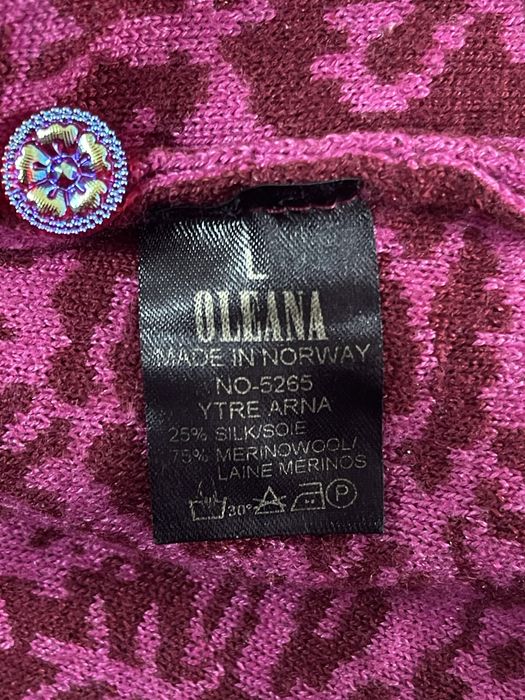 L
OLEANA
MADE IN NORWAY
NO-5265
YTRE ARNA
25% SILK/SOIE
75% MERINOWOOL/
LAINE MERINOS
30° P